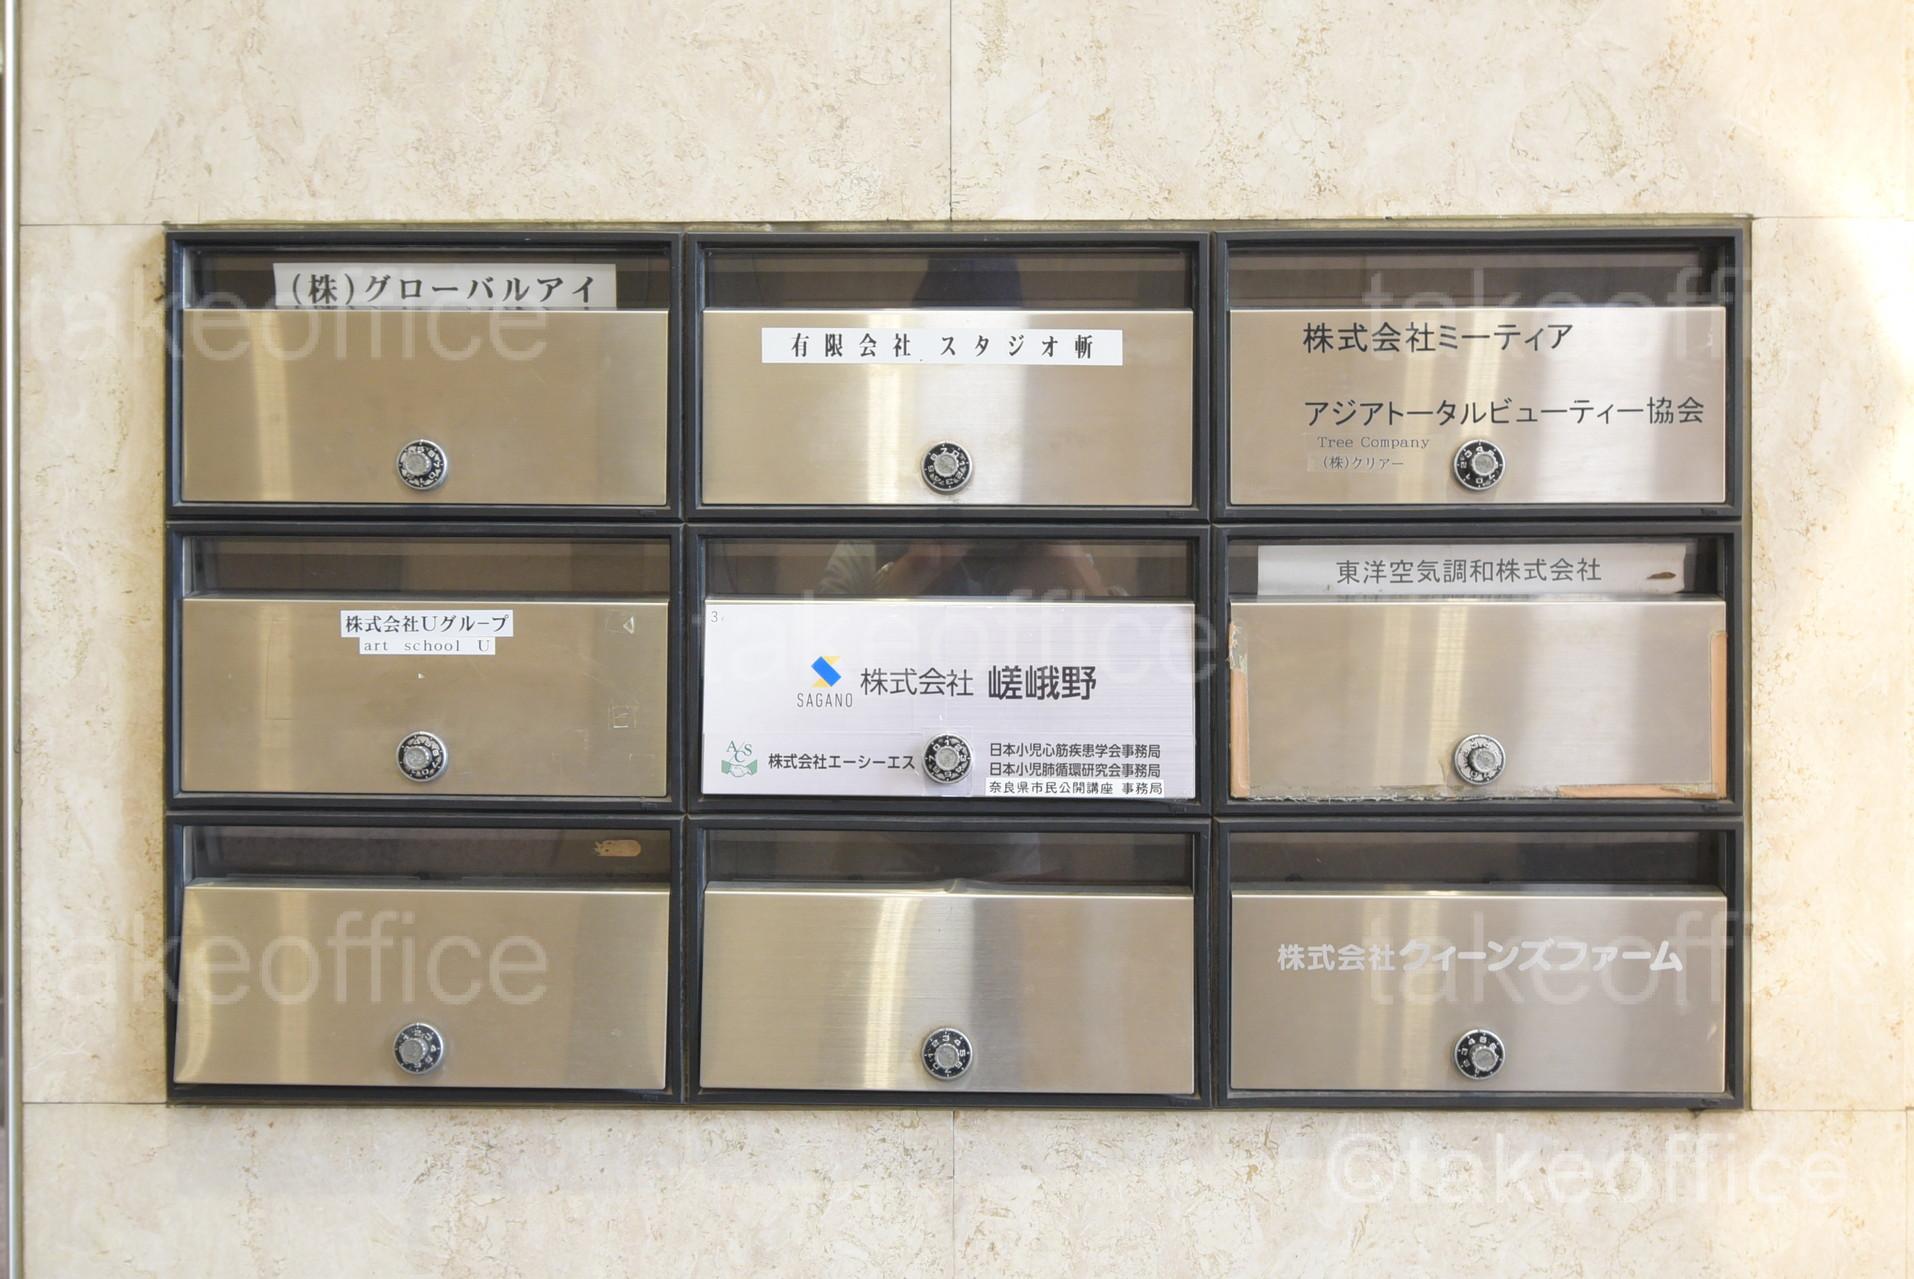 (株)グローバルアイ
有限会社 スタジオ斬
株式会社ミーティア
アジアトータルビューティー協会
Tree Company
(株)クリアー
株式会社Uグループ
art school U
3
SAGANO
株式会社 嵯峨野
ACS
株式会社エーシーエス
日本小児心筋疾患学会事務局
日本小児肺循環研究会事務局
奈良県市民公開講座 事務局
東洋空気調和株式会社
株式会社クィーンズファーム
takeoffice
takeoffice
takeoffice
takeoffice
takeoffice
©takeoffice